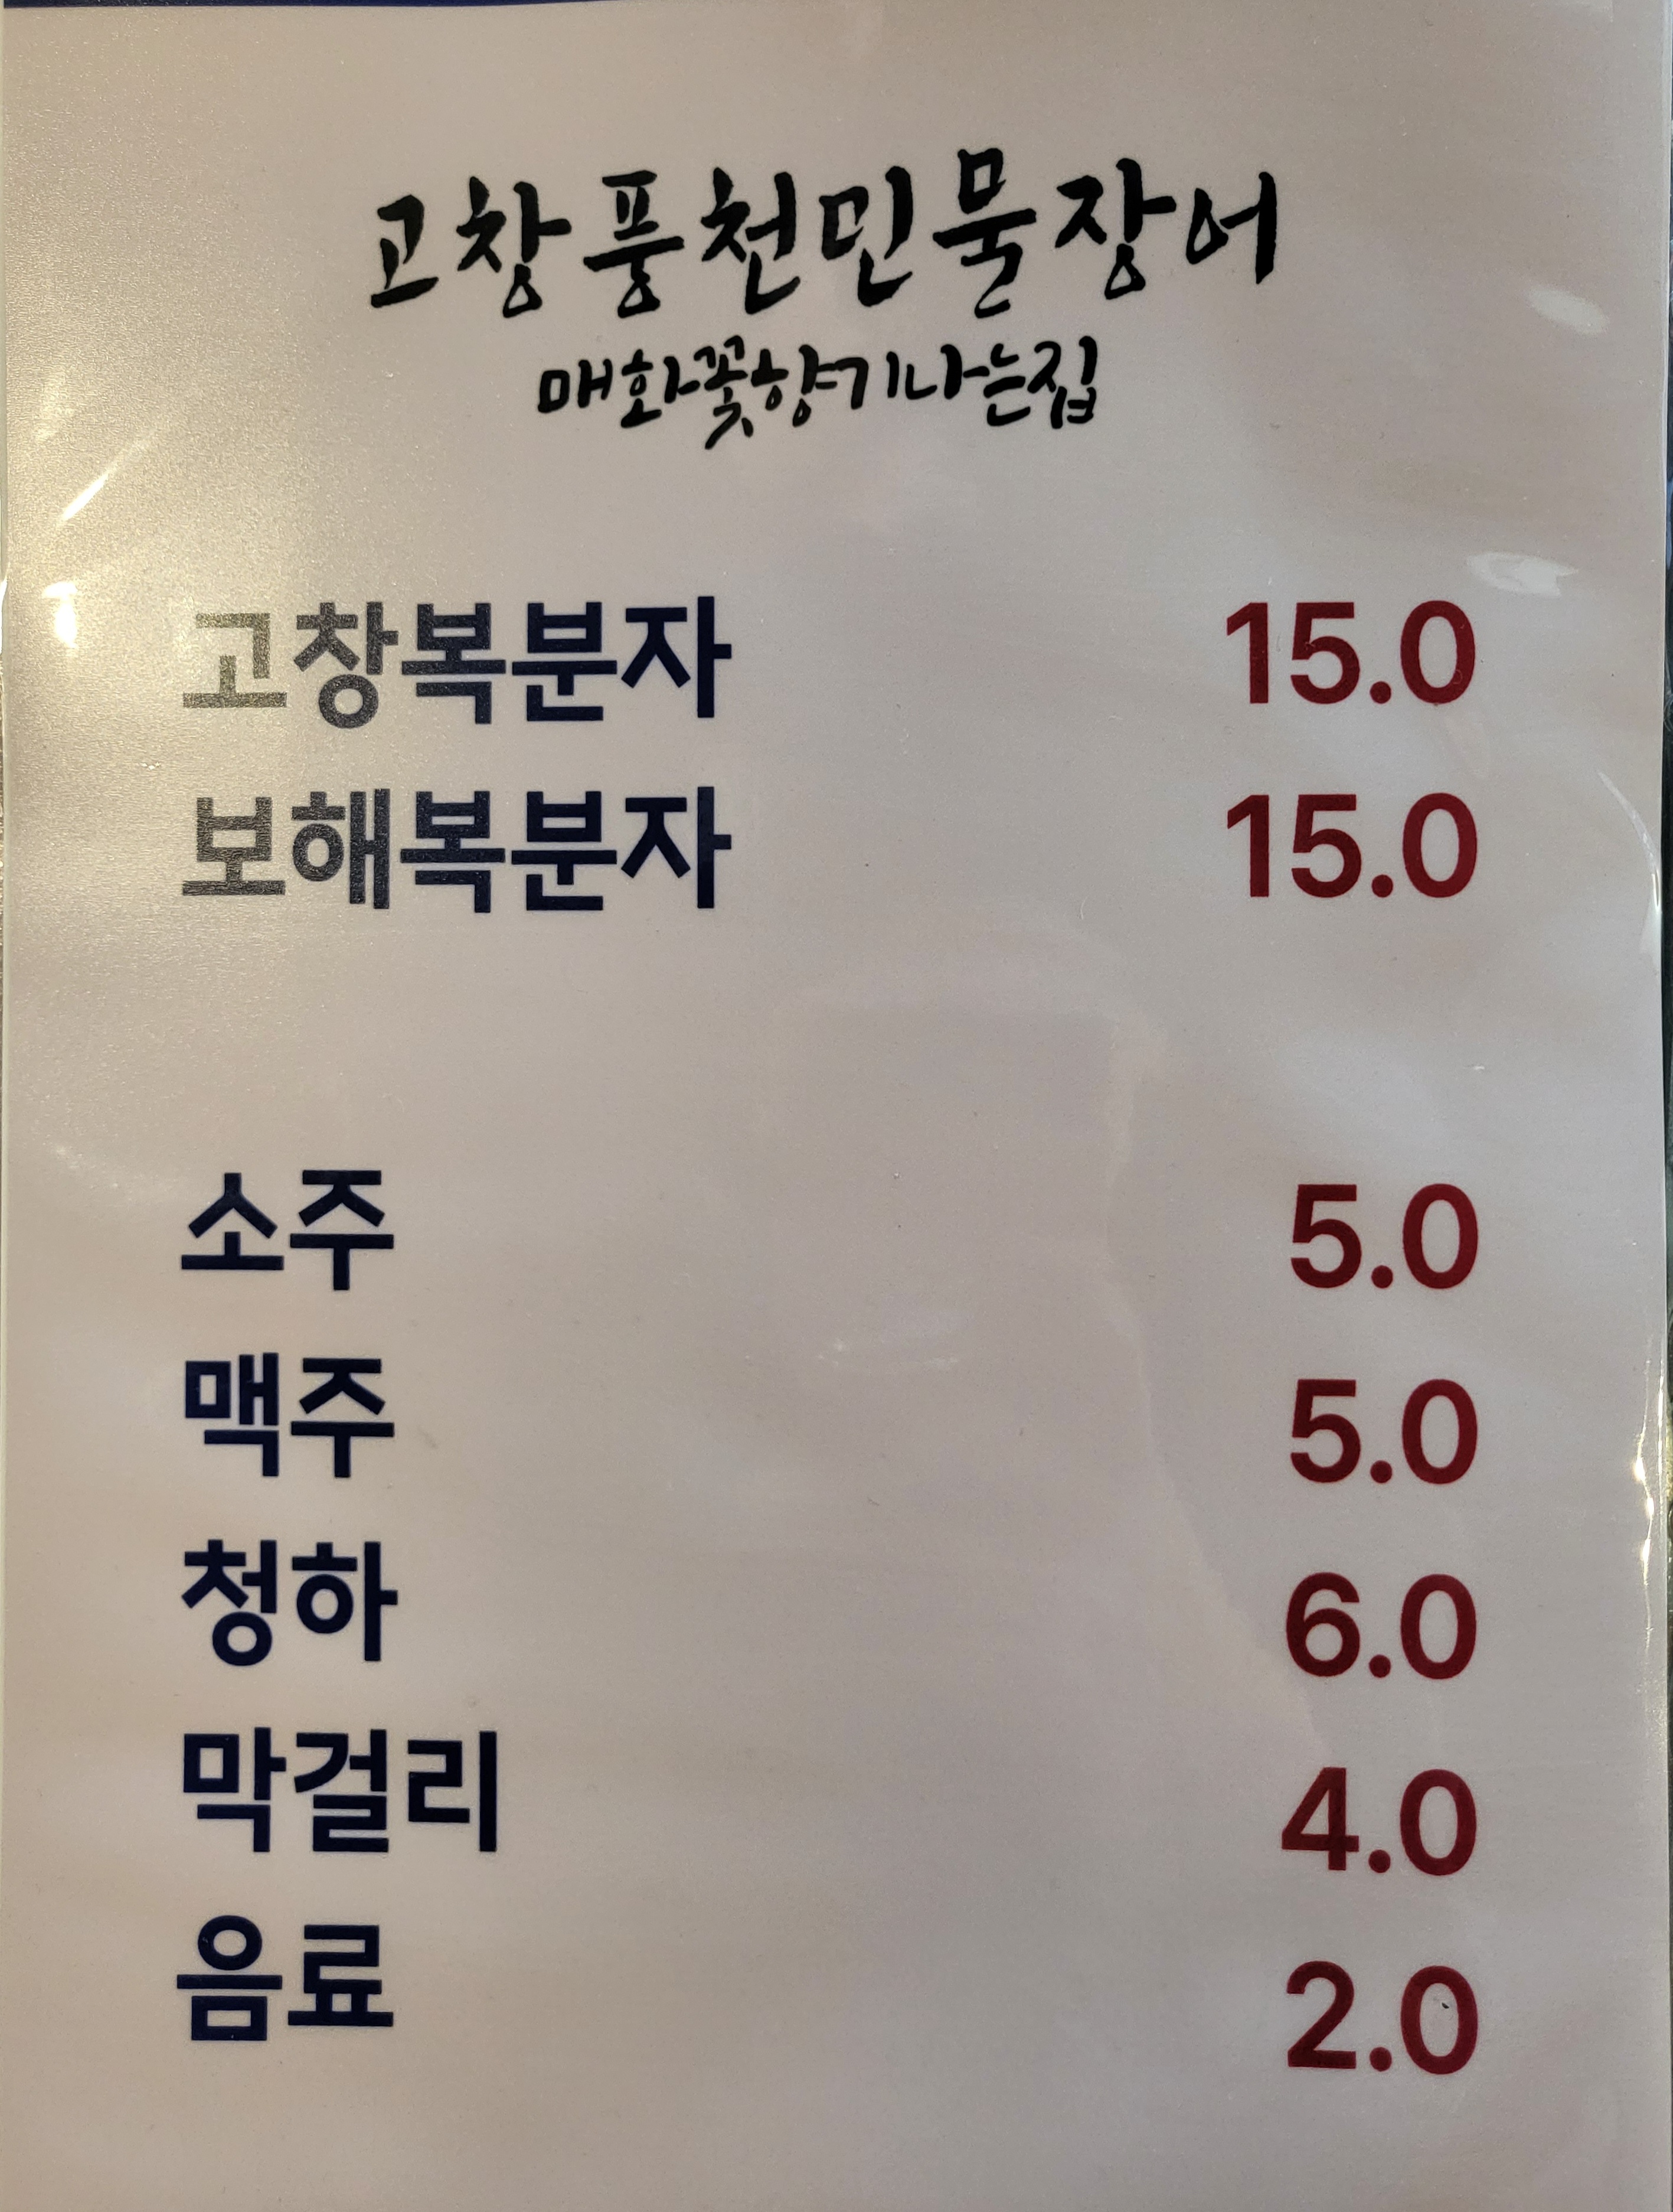 고창풍천민물장어
매화꽃향기나는집
고창복분자 15.0
보해복분자 15.0
소주 5.0
맥주 5.0
청하 6.0
막걸리 4.0
음료 2.0